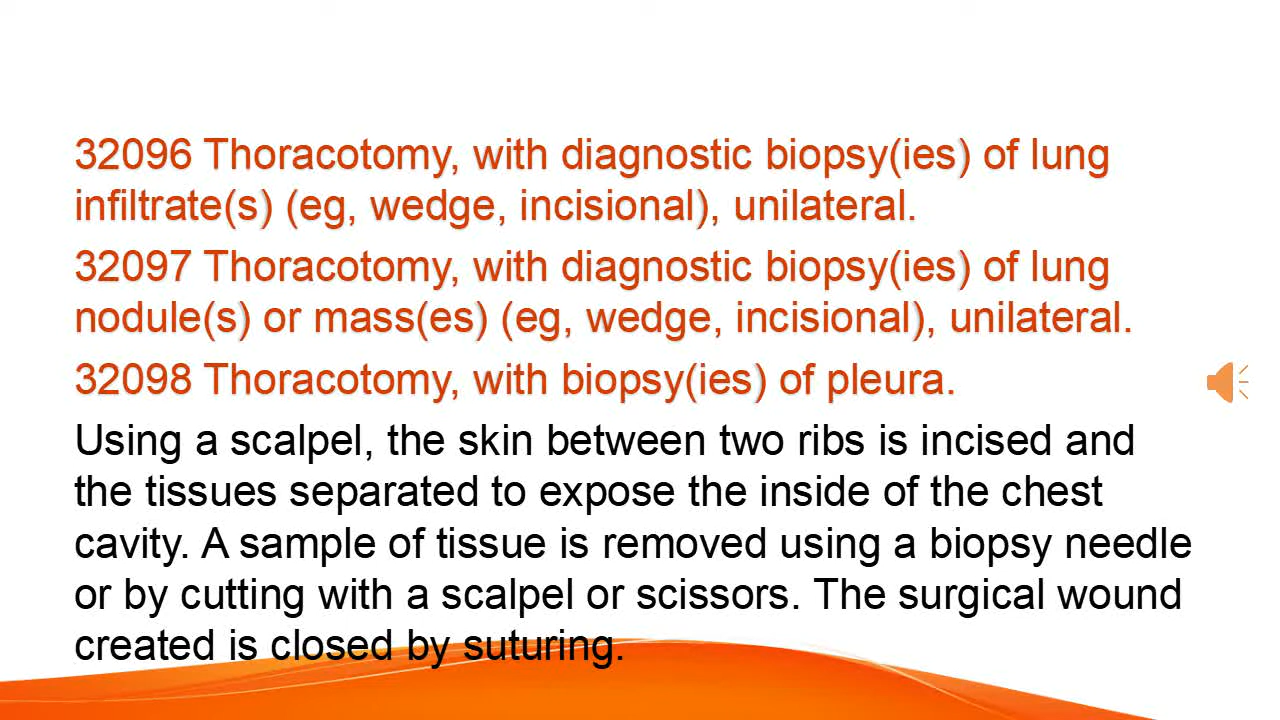 32096 Thoracotomy, with diagnostic biopsy(ies) of lung
infiltrate(s) (eg, wedge, incisional), unilateral.
32097 Thoracotomy, with diagnostic biopsy(ies) of lung
nodule(s) or mass(es) (eg, wedge, incisional), unilateral.
32098 Thoracotomy, with biopsy(ies) of pleura.
Using a scalpel, the skin between two ribs is incised and
the tissues separated to expose the inside of the chest
cavity. A sample of tissue is removed using a biopsy needle
or by cutting with a scalpel or scissors. The surgical wound
created is closed by suturing.